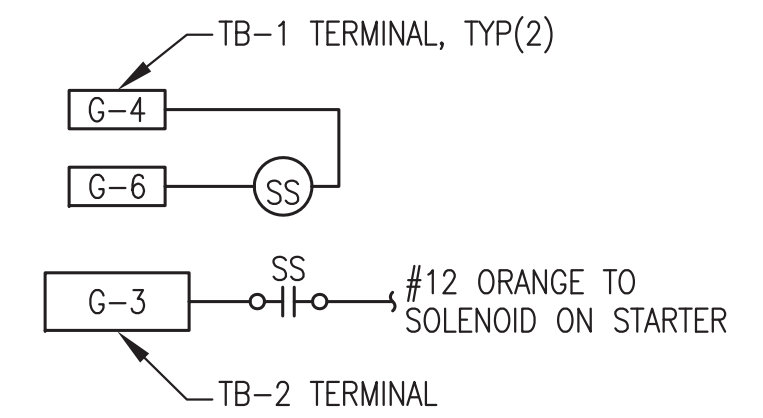 TB-1 TERMINAL, TYP(2)
G-4
G-6
SS
SS
G-3
#12 ORANGE TO
SOLENOID ON STARTER
TB-2 TERMINAL